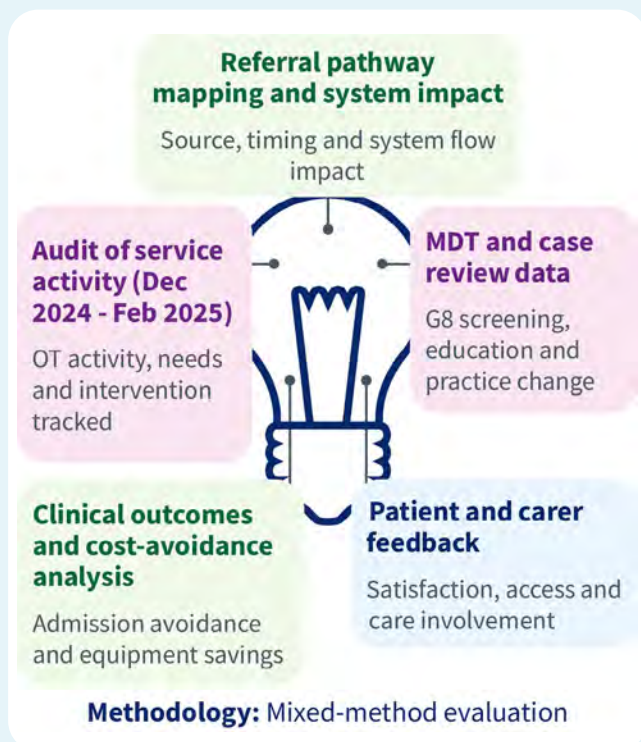 Referral pathway
mapping and system impact
Source, timing and system flow
impact
Audit of service
activity (Dec
2024 - Feb 2025)
OT activity, needs
and intervention
tracked
MDT and case
review data
G8 screening,
education and
practice change
Clinical outcomes
and cost-avoidance
analysis
Admission avoidance
and equipment savings
Patient and carer
feedback
Satisfaction, access and
care involvement
Methodology: Mixed-method evaluation